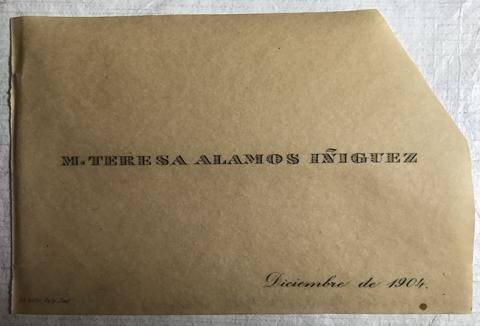 M. TERESA ALAMOS IÑIGUEZ
Diciembre de 1904.